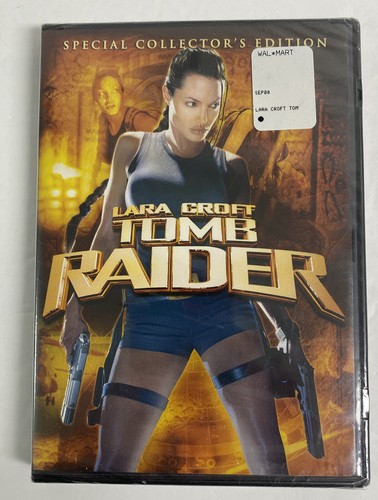 SPECIAL COLLECTOR'S EDITION
WAL★MART
SEP08
LARA CROFT TOM
LARA CROFT
TOMB
RAIDER